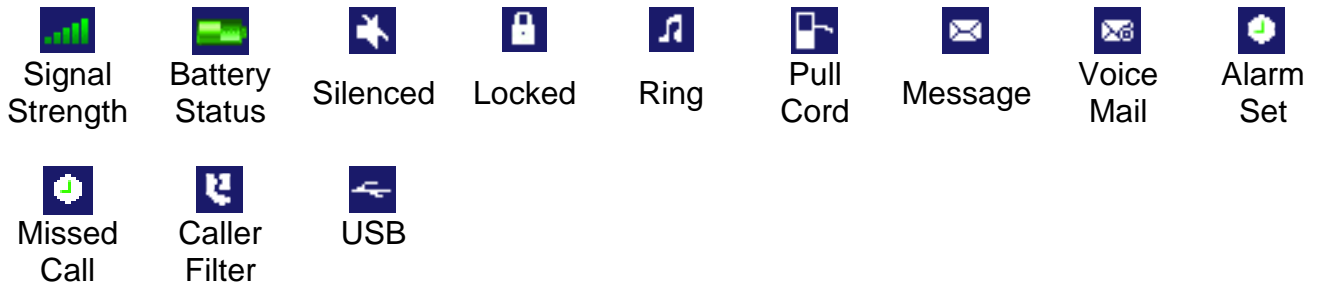 Signal Strength
Battery Status
Silenced
Locked
Ring
Pull Cord
Message
Voice Mail
Alarm Set
Missed Call
Caller Filter
USB